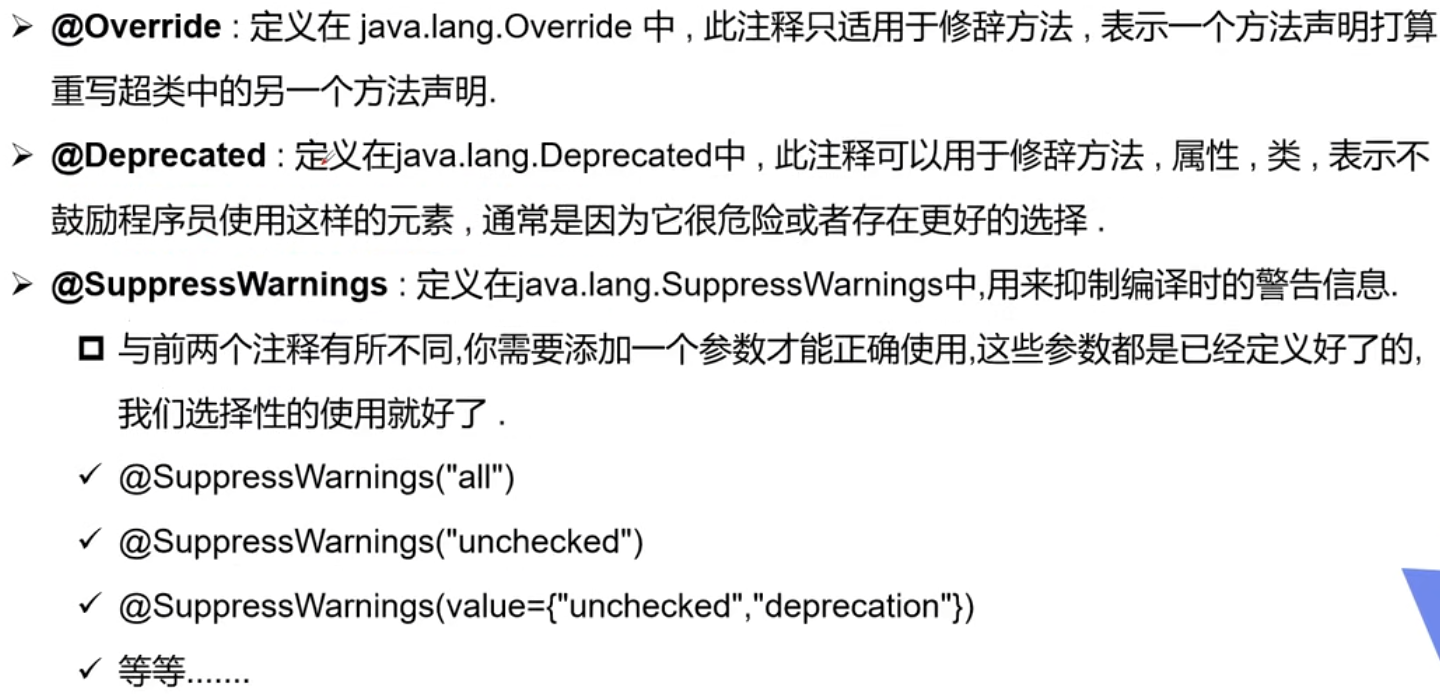 ➢ @Override : 定义在 java.lang.Override 中 , 此注释只适用于修辞方法 , 表示一个方法声明打算
重写超类中的另一个方法声明.
➢ @Deprecated : 定义在java.lang.Deprecated中 , 此注释可以用于修辞方法 , 属性 , 类 , 表示不
鼓励程序员使用这样的元素 , 通常是因为它很危险或者存在更好的选择 .
➢ @SuppressWarnings : 定义在java.lang.SuppressWarnings中,用来抑制编译时的警告信息.
与前两个注释有所不同,你需要添加一个参数才能正确使用,这些参数都是已经定义好了的,
我们选择性的使用就好了 .
✓ @SuppressWarnings("all")
✓ @SuppressWarnings("unchecked")
✓ @SuppressWarnings(value={"unchecked","deprecation"})
✓ 等等.......